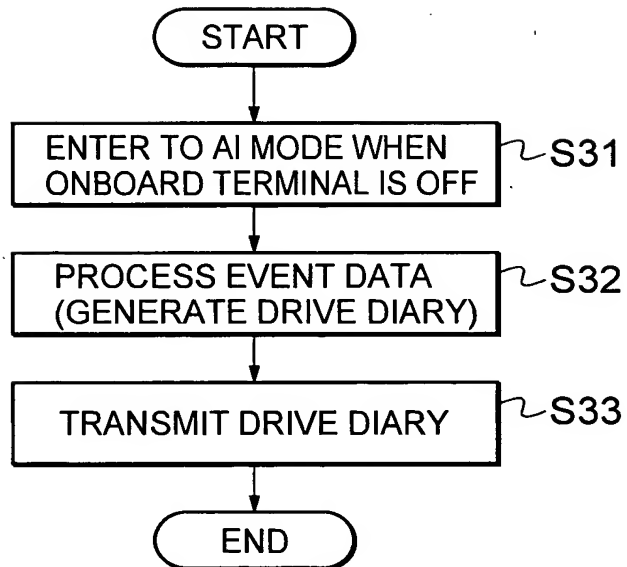 START
ENTER TO AI MODE WHEN
ONBOARD TERMINAL IS OFF
S31
PROCESS EVENT DATA
(GENERATE DRIVE DIARY)
S32
TRANSMIT DRIVE DIARY
S33
END